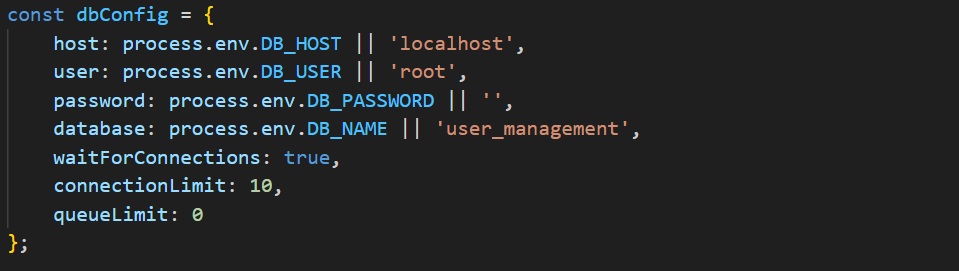 const dbConfig = {
    host: process.env.DB_HOST || 'localhost',
    user: process.env.DB_USER || 'root',
    password: process.env.DB_PASSWORD || '',
    database: process.env.DB_NAME || 'user_management',
    waitForConnections: true,
    connectionLimit: 10,
    queueLimit: 0
};